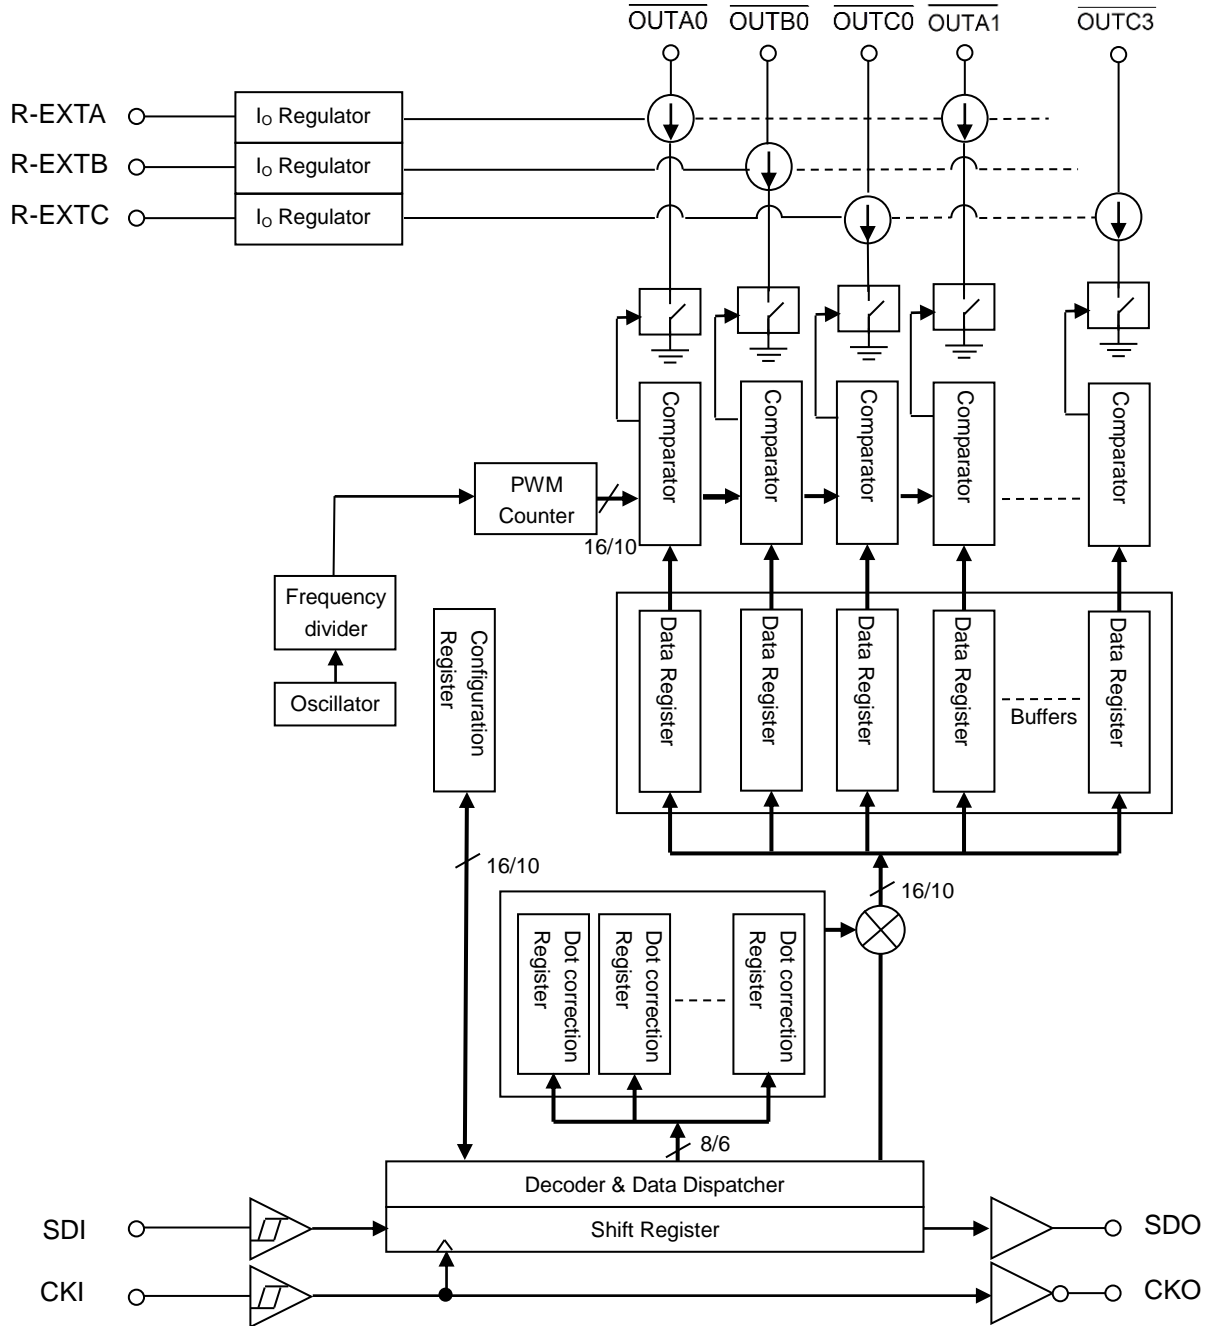 OUTA0 OUTB0 OUTC0 OUTA1 OUTC3
R-EXTA
I_O Regulator
R-EXTB
I_O Regulator
R-EXTC
I_O Regulator
Comparator
Comparator
Comparator
Comparator
Comparator
PWM
Counter
16/10
Frequency
divider
Oscillator
Configuration
Register
Data Register
Data Register
Data Register
Data Register
Data Register
Buffers
16/10
16/10
Dot correction
Register
Dot correction
Register
Dot correction
Register
8/6
Decoder & Data Dispatcher
Shift Register
SDI
SDO
CKI
CKO